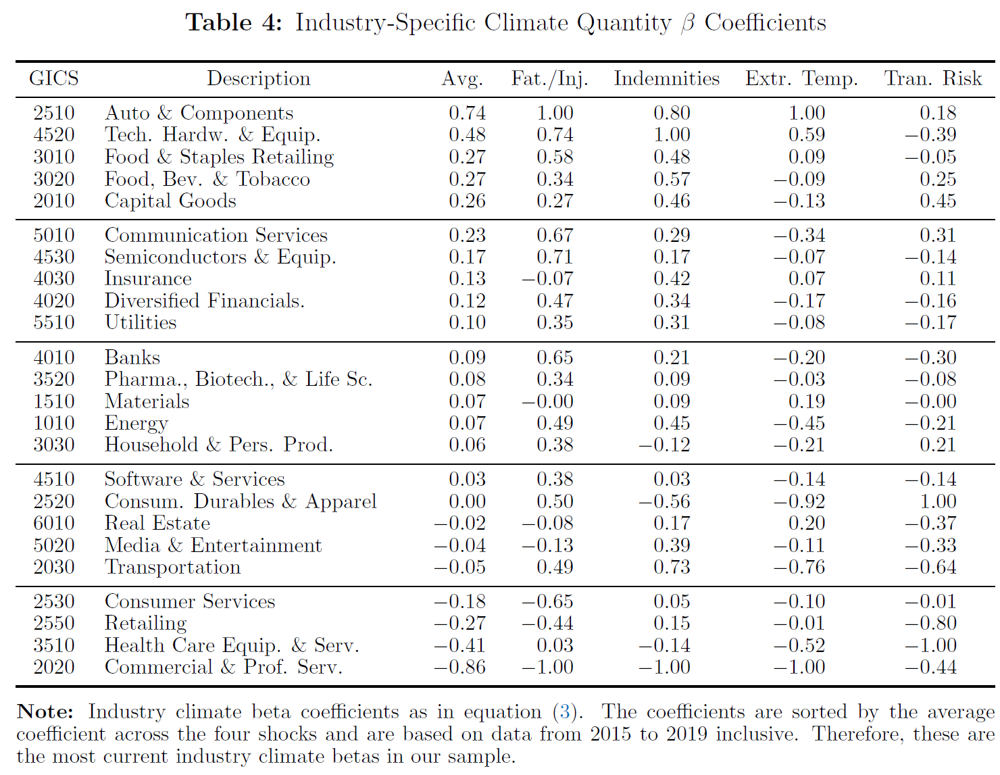 Table 4: Industry-Specific Climate Quantity β Coefficients
GICS Description Avg. Fat./Inj. Indemnities Extr. Temp. Tran. Risk
2510 Auto & Components 0.74 1.00 0.80 1.00 0.18
4520 Tech. Hardw. & Equip. 0.48 0.74 1.00 0.59 −0.39
3010 Food & Staples Retailing 0.27 0.58 0.48 0.09 −0.05
3020 Food, Bev. & Tobacco 0.27 0.34 0.57 −0.09 0.25
2010 Capital Goods 0.26 0.27 0.46 −0.13 0.45
5010 Communication Services 0.23 0.67 0.29 −0.34 0.31
4530 Semiconductors & Equip. 0.17 0.71 0.17 −0.07 −0.14
4030 Insurance 0.13 −0.07 0.42 0.07 0.11
4020 Diversified Financials. 0.12 0.47 0.34 −0.17 −0.16
5510 Utilities 0.10 0.35 0.31 −0.08 −0.17
4010 Banks 0.09 0.65 0.21 −0.20 −0.30
3520 Pharma., Biotech., & Life Sc. 0.08 0.34 0.09 −0.03 −0.08
1510 Materials 0.07 −0.00 0.09 0.19 −0.00
1010 Energy 0.07 0.49 0.45 −0.45 −0.21
3030 Household & Pers. Prod. 0.06 0.38 −0.12 −0.21 0.21
4510 Software & Services 0.03 0.38 0.03 −0.14 −0.14
2520 Consum. Durables & Apparel 0.00 0.50 −0.56 −0.92 1.00
6010 Real Estate −0.02 −0.08 0.17 0.20 −0.37
5020 Media & Entertainment −0.04 −0.13 0.39 −0.11 −0.33
2030 Transportation −0.05 0.49 0.73 −0.76 −0.64
2530 Consumer Services −0.18 −0.65 0.05 −0.10 −0.01
2550 Retailing −0.27 −0.44 0.15 −0.01 −0.80
3510 Health Care Equip. & Serv. −0.41 0.03 −0.14 −0.52 −1.00
2020 Commercial & Prof. Serv. −0.86 −1.00 −1.00 −1.00 −0.44
Note: Industry climate beta coefficients as in equation (3). The coefficients are sorted by the average
coefficient across the four shocks and are based on data from 2015 to 2019 inclusive. Therefore, these are
the most current industry climate betas in our sample.